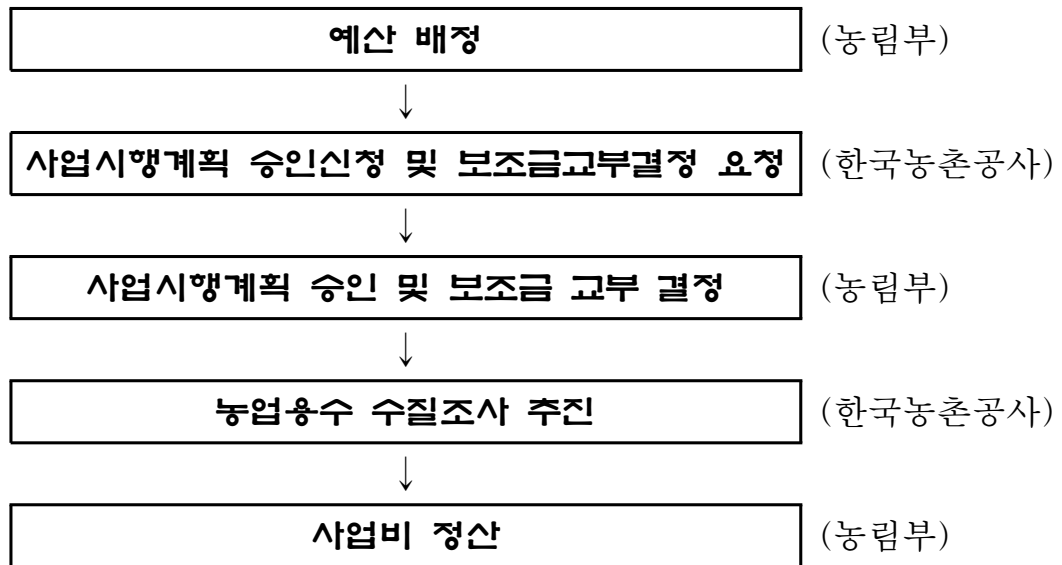 예산 배정 (농림부)
↓
사업시행계획 승인신청 및 보조금교부결정 요청 (한국농촌공사)
↓
사업시행계획 승인 및 보조금 교부 결정 (농림부)
↓
농업용수 수질조사 추진 (한국농촌공사)
↓
사업비 정산 (농림부)